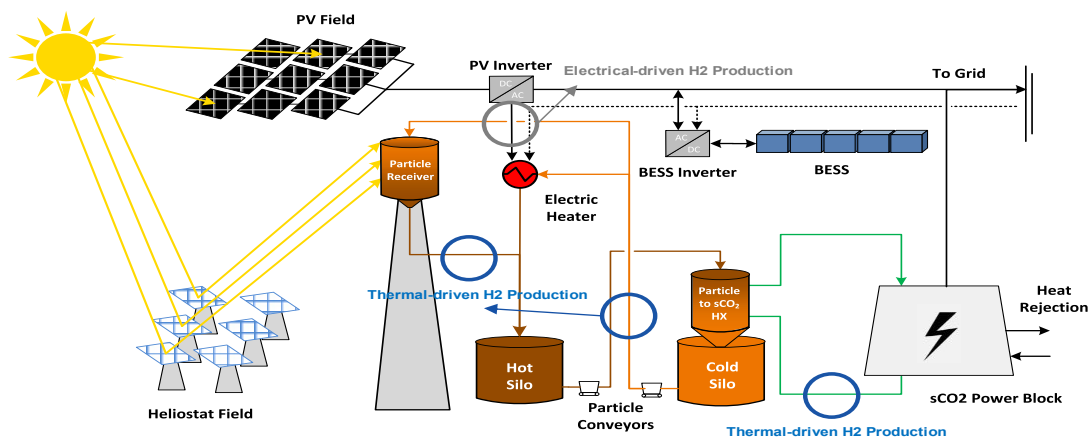 PV Field
PV Inverter
DC
AC
Electrical-driven H2 Production
To Grid
Particle
Receiver
AC
DC
BESS Inverter
BESS
Electric
Heater
Thermal-driven H2 Production
Particle
to sCO₂
HX
Heat
Rejection
Hot
Silo
Cold
Silo
Heliostat Field
Particle
Conveyors
sCO2 Power Block
Thermal-driven H2 Production